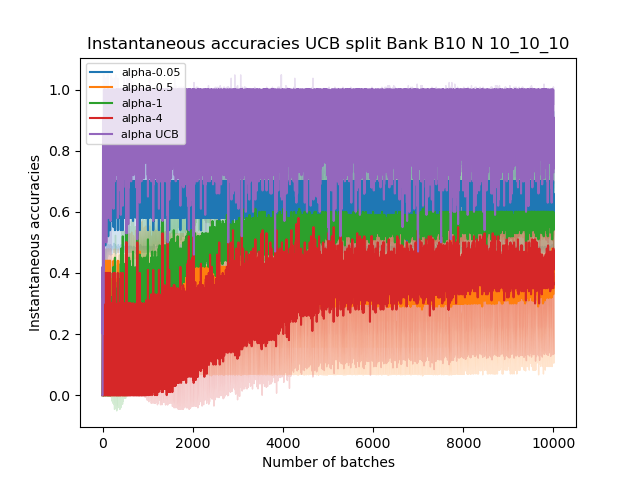 Instantaneous accuracies UCB split Bank B10 N 10_10_10
alpha-0.05
alpha-0.5
alpha-1
alpha-4
alpha UCB
1.0
0.8
0.6
0.4
0.2
0.0
Instantaneous accuracies
0
2000
4000
6000
8000
10000
Number of batches